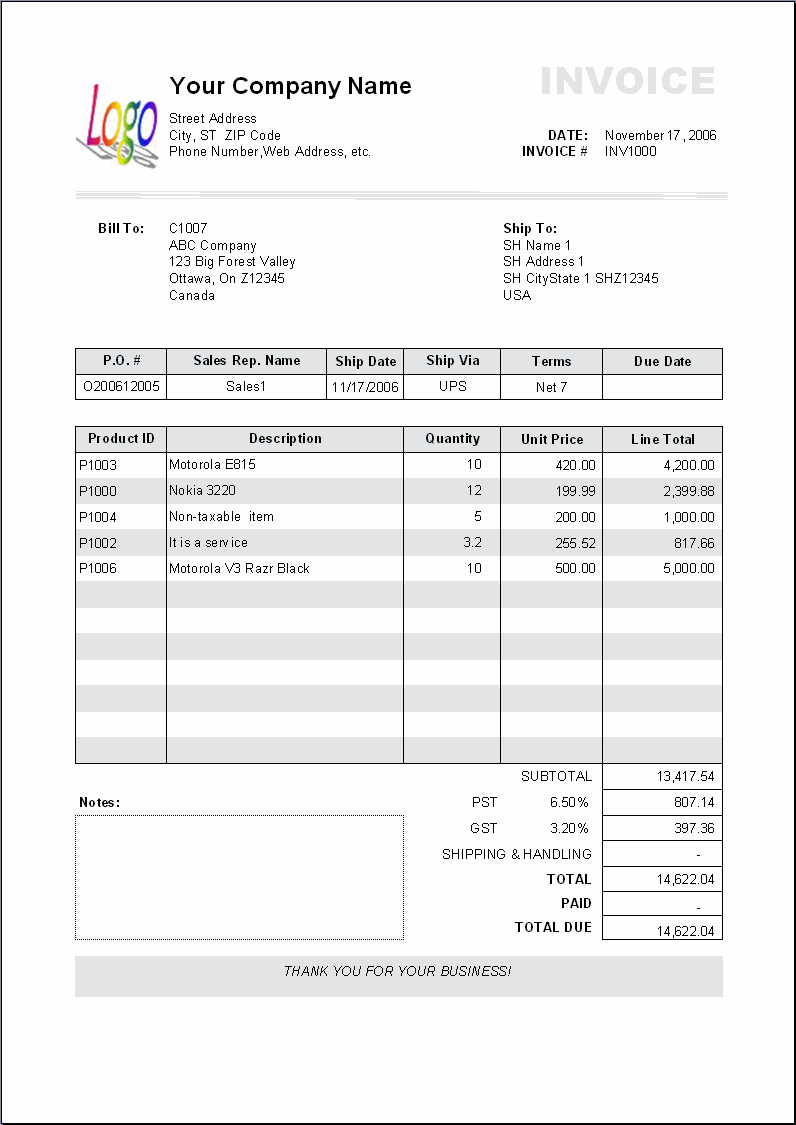 Logo
Your Company Name
INVOICE
Street Address
City, ST  ZIP Code
Phone Number,Web Address, etc.
DATE: November 17, 2006
INVOICE # INV1000
Bill To: C1007
ABC Company
123 Big Forest Valley
Ottawa, On Z12345
Canada
Ship To:
SH Name 1
SH Address 1
SH CityState 1 SHZ12345
USA
P.O. # Sales Rep. Name Ship Date Ship Via Terms Due Date
O200612005 Sales1 11/17/2006 UPS Net 7
Product ID Description Quantity Unit Price Line Total
P1003 Motorola E815 10 420.00 4,200.00
P1000 Nokia 3220 12 199.99 2,399.88
P1004 Non-taxable  item 5 200.00 1,000.00
P1002 It is a service 3.2 255.52 817.66
P1006 Motorola V3 Razr Black 10 500.00 5,000.00
SUBTOTAL 13,417.54
Notes:
PST 6.50% 807.14
GST 3.20% 397.36
SHIPPING & HANDLING -
TOTAL 14,622.04
PAID -
TOTAL DUE 14,622.04
THANK YOU FOR YOUR BUSINESS!